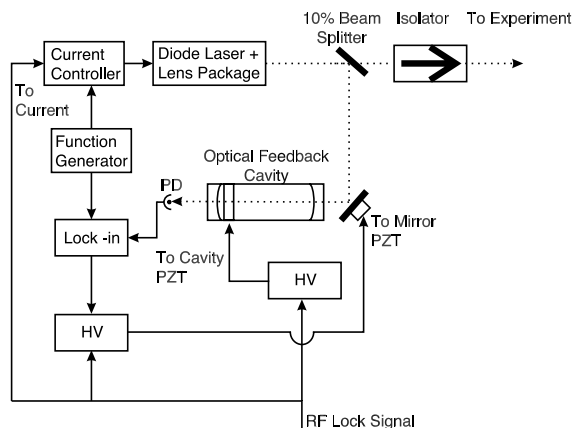 10% Beam
Splitter
Isolator
To Experiment
Current
Controller
Diode Laser +
Lens Package
To
Current
Function
Generator
Optical Feedback
Cavity
PD
Lock -in
To Mirror
PZT
To Cavity
PZT
HV
HV
RF Lock Signal